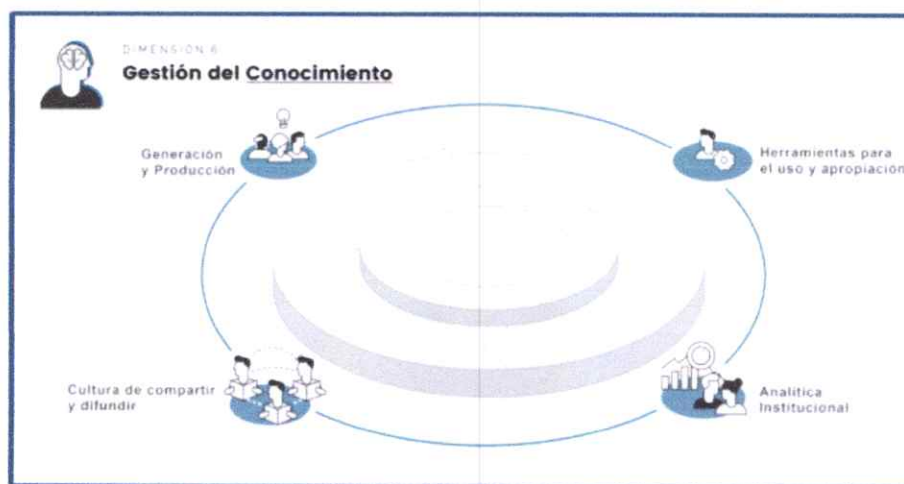 DIMENSIÓN 6
Gestión del Conocimiento
Generación
y Producción
Herramientas para
el uso y apropiación
Cultura de compartir
y difundir
Analítica
Institucional